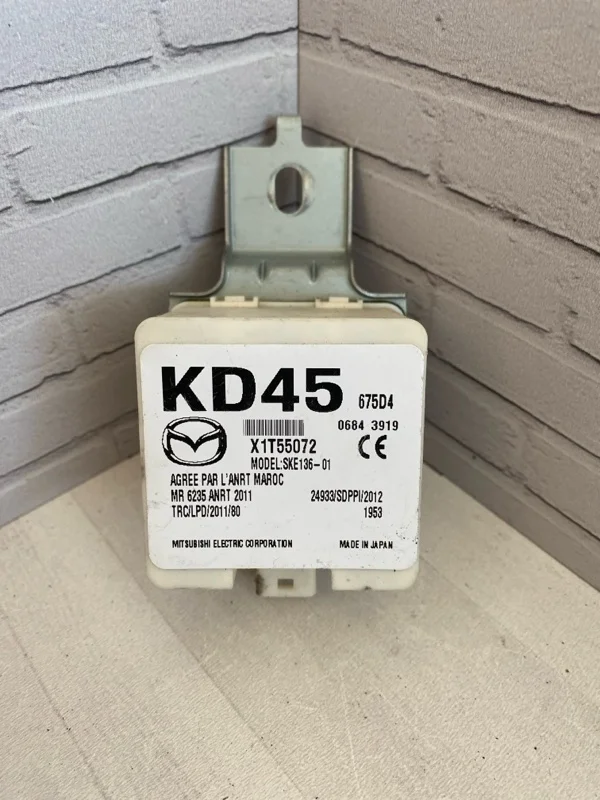 KD45 675D4
0684 3919
X1T55072 CE
MODEL:SKE136-01
AGREE PAR L'ANRT MAROC
MR 6235 ANRT 2011 24933/SDPPI/2012
TRC/LPD/2011/80 1953
MITSUBISHI ELECTRIC CORPORATION MADE IN JAPAN